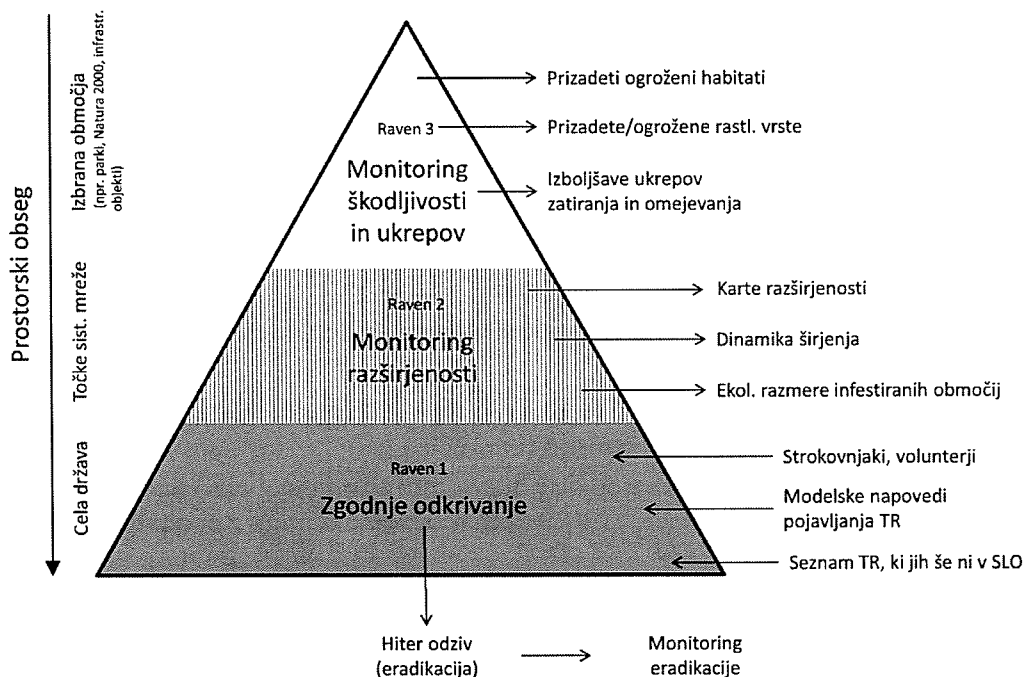 Prostorski obseg
Izbrana območja
(npr. parki, Natura 2000, infrastr.
objekti)
Točke sist. mreže
Cela država
Raven 3
Monitoring
škodljivosti
in ukrepov
Prizadeti ogroženi habitati
Prizadete/ogrožene rastl. vrste
Izboljšave ukrepov
zatiranja in omejevanja
Raven 2
Monitoring
razširjenosti
Karte razširjenosti
Dinamika širjenja
Ekol. razmere infestiranih območij
Raven 1
Zgodnje odkrivanje
Strokovnjaki, volunterji
Modelske napovedi
pojavljanja TR
Seznam TR, ki jih še ni v SLO
Hiter odziv
(eradikacija)
Monitoring
eradikacije